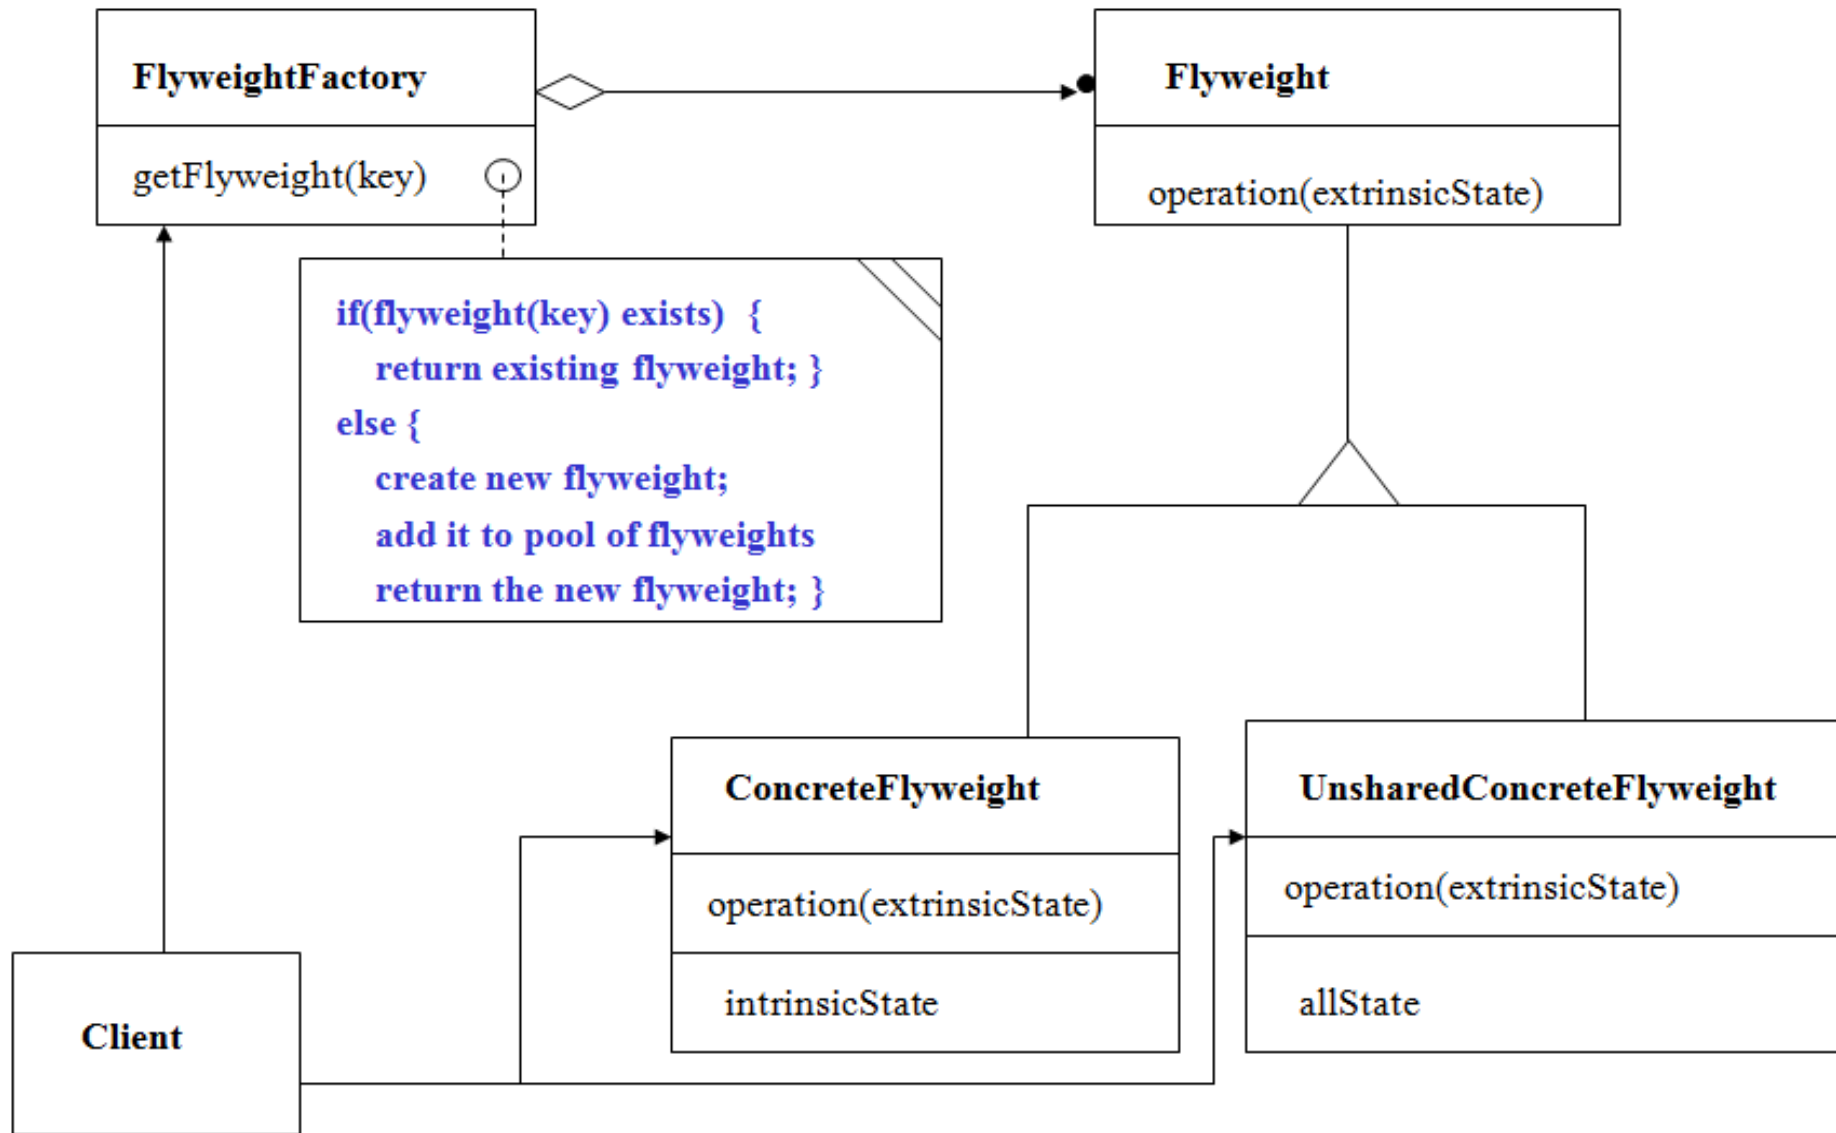 FlyweightFactory
getFlyweight(key)
Flyweight
operation(extrinsicState)
if(flyweight(key) exists) {
return existing flyweight; }
else {
create new flyweight;
add it to pool of flyweights
return the new flyweight; }
ConcreteFlyweight
operation(extrinsicState)
intrinsicState
UnsharedConcreteFlyweight
operation(extrinsicState)
allState
Client